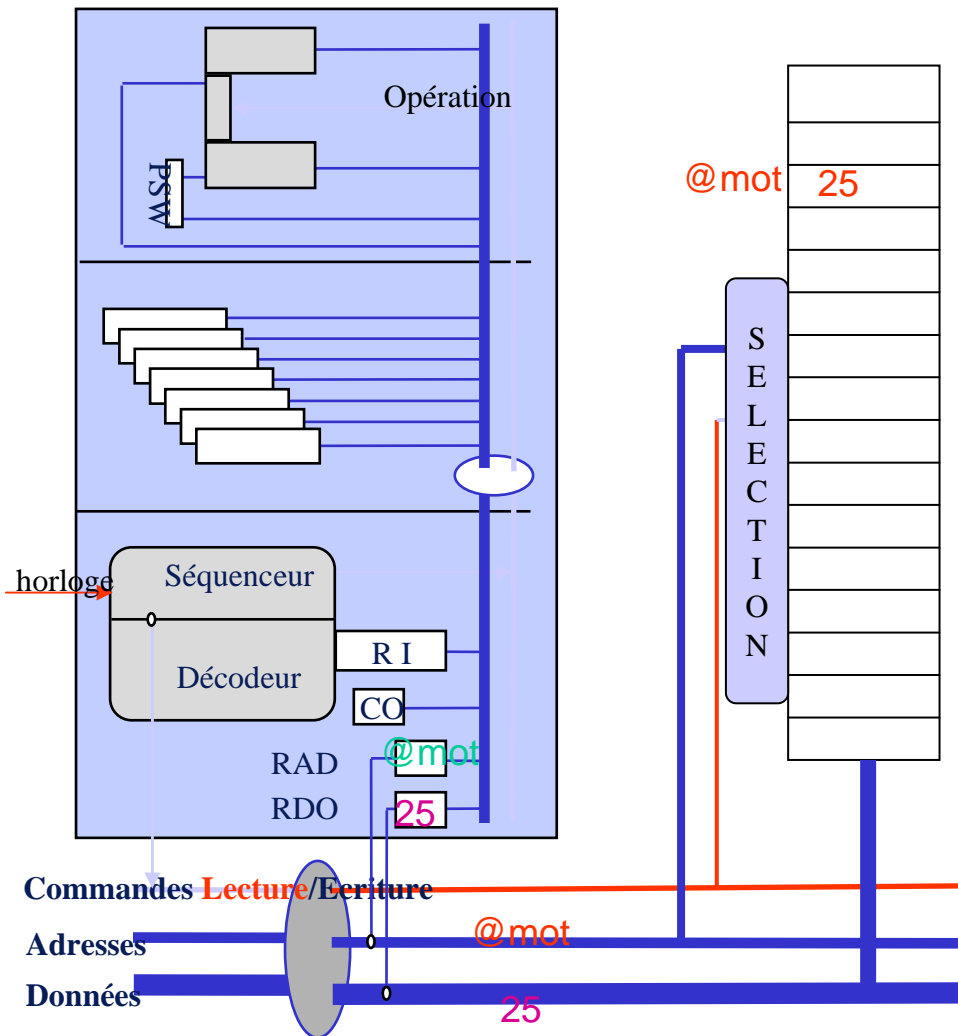 Opération
PSW
@mot 25
SELECTION
horloge
Séquenceur
Décodeur
R I
CO
RAD @mot
RDO 25
Commandes Lecture/Ecriture
Adresses @mot
Données 25